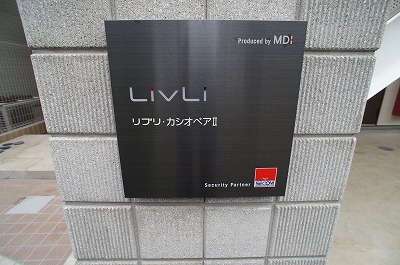 Produced by MDI
LIVLI
リブリ・カシオペアⅡ
Security Partner
SECOM